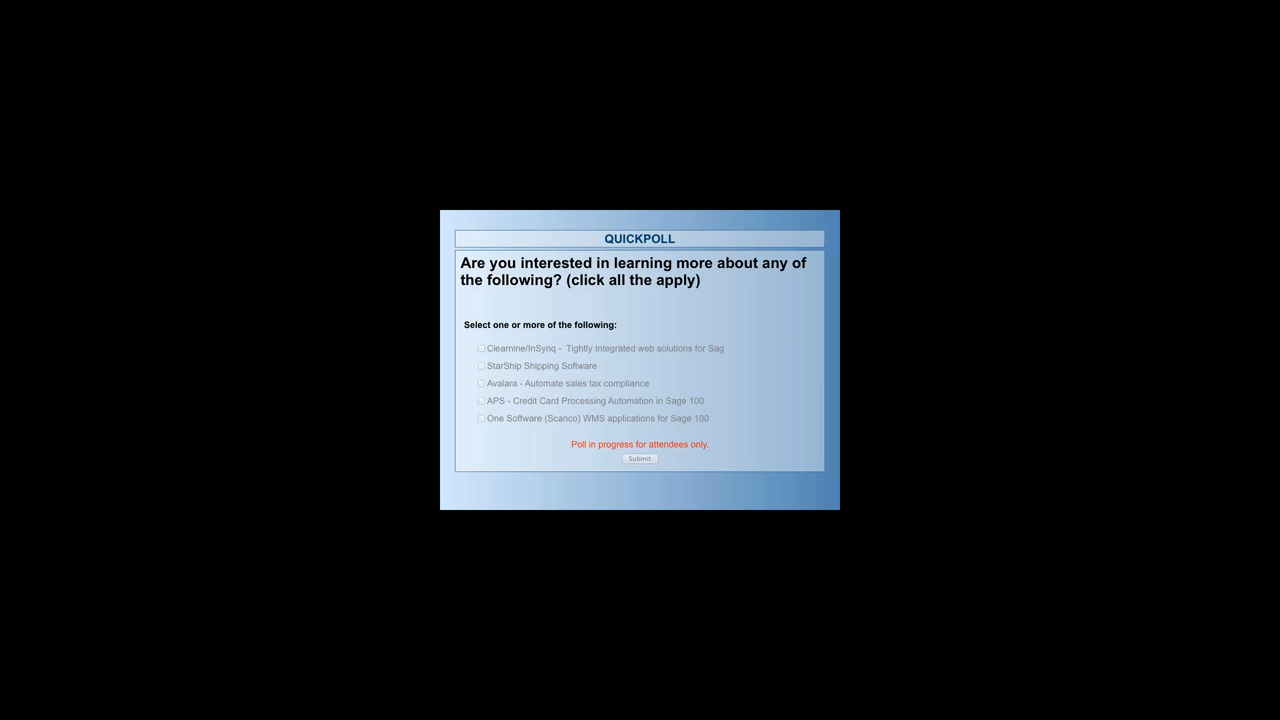 QUICKPOLL
Are you interested in learning more about any of
the following? (click all the apply)
Select one or more of the following:
Clearnine/InSynq - Tightly Integrated web solutions for Sag
StarShip Shipping Software
Avalara - Automate sales tax compliance
APS - Credit Card Processing Automation in Sage 100
One Software (Scanco) WMS applications for Sage 100
Poll in progress for attendees only.
Submit